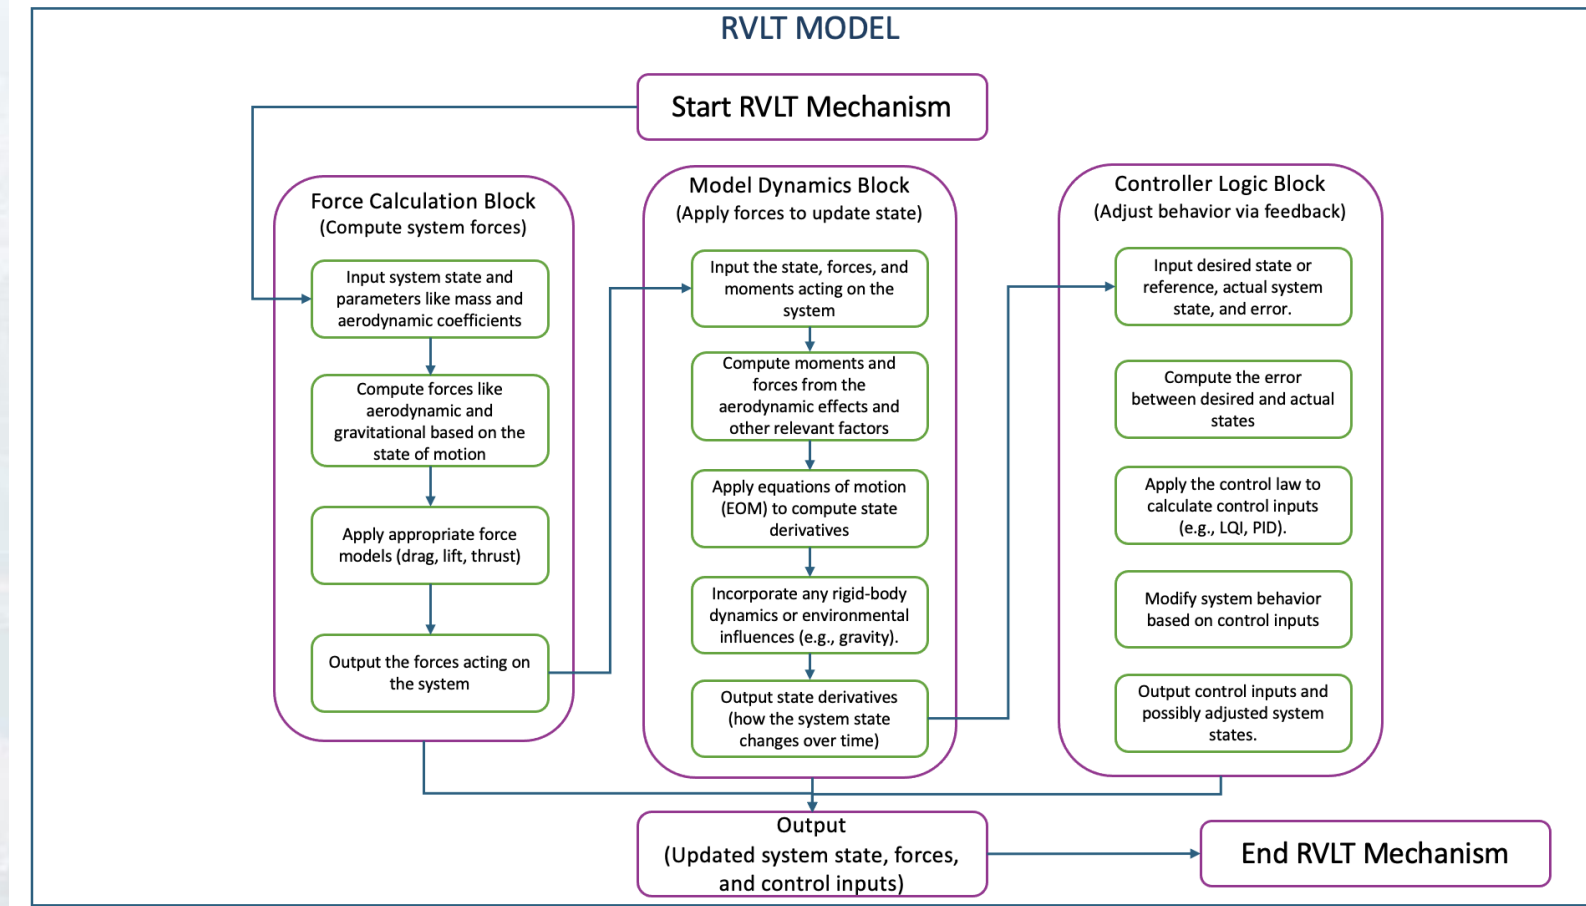 RVLT MODEL
Start RVLT Mechanism
Force Calculation Block
(Compute system forces)
Input system state and
parameters like mass and
aerodynamic coefficients
Compute forces like
aerodynamic and
gravitational based on the
state of motion
Apply appropriate force
models (drag, lift, thrust)
Output the forces acting on
the system
Model Dynamics Block
(Apply forces to update state)
Input the state, forces, and
moments acting on the
system
Compute moments and
forces from the
aerodynamic effects and
other relevant factors
Apply equations of motion
(EOM) to compute state
derivatives
Incorporate any rigid-body
dynamics or environmental
influences (e.g., gravity).
Output state derivatives
(how the system state
changes over time)
Controller Logic Block
(Adjust behavior via feedback)
Input desired state or
reference, actual system
state, and error.
Compute the error
between desired and actual
states
Apply the control law to
calculate control inputs
(e.g., LQI, PID).
Modify system behavior
based on control inputs
Output control inputs and
possibly adjusted system
states.
Output
(Updated system state, forces,
and control inputs)
End RVLT Mechanism